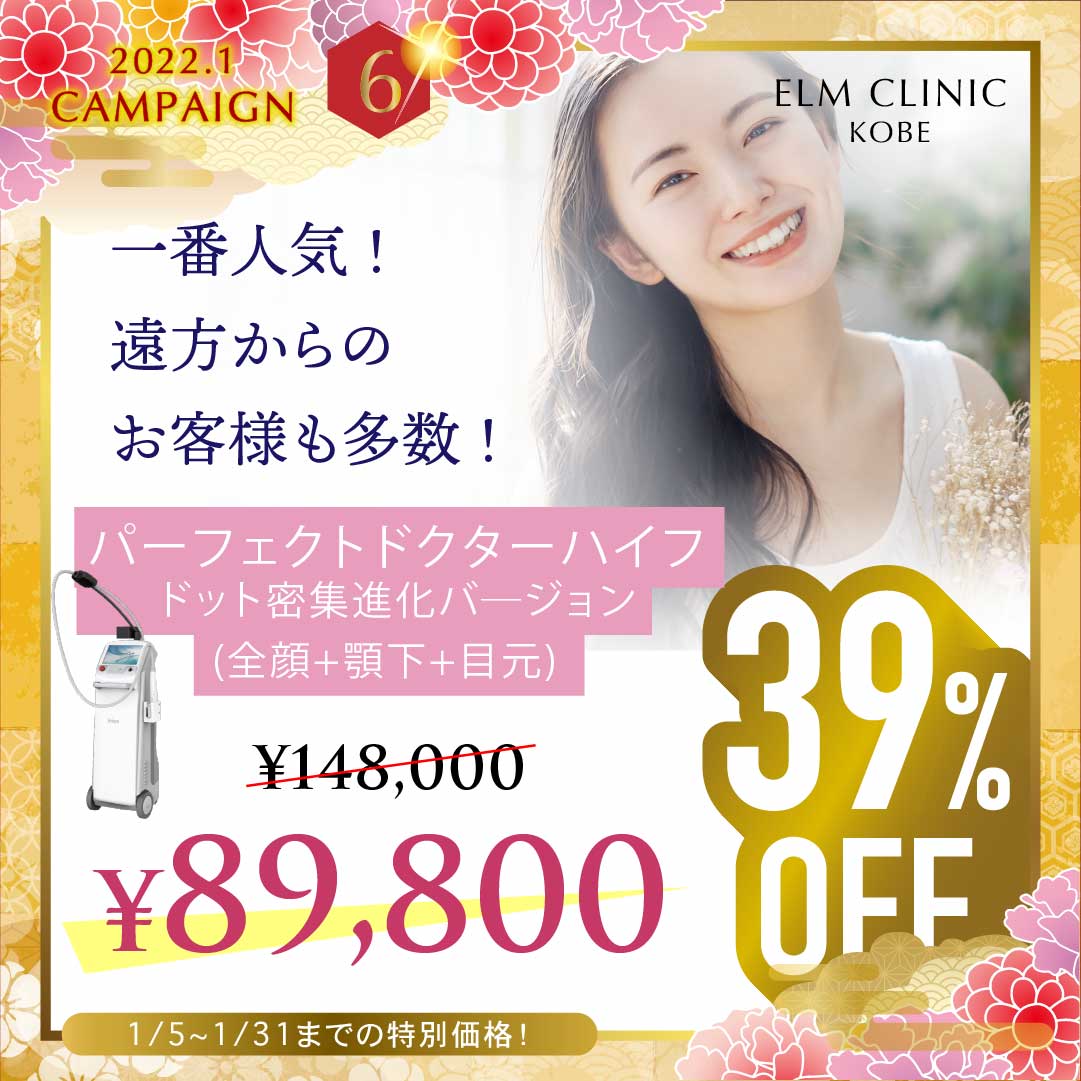 2022.1
CAMPAIGN
6
ELM CLINIC
KOBE
一番人気！
遠方からの
お客様も多数！
パーフェクトドクターハイフ
ドット密集進化バージョン
(全顔+顎下+目元)
¥148,000
¥89,800
39%
OFF
1/5~1/31までの特別価格！